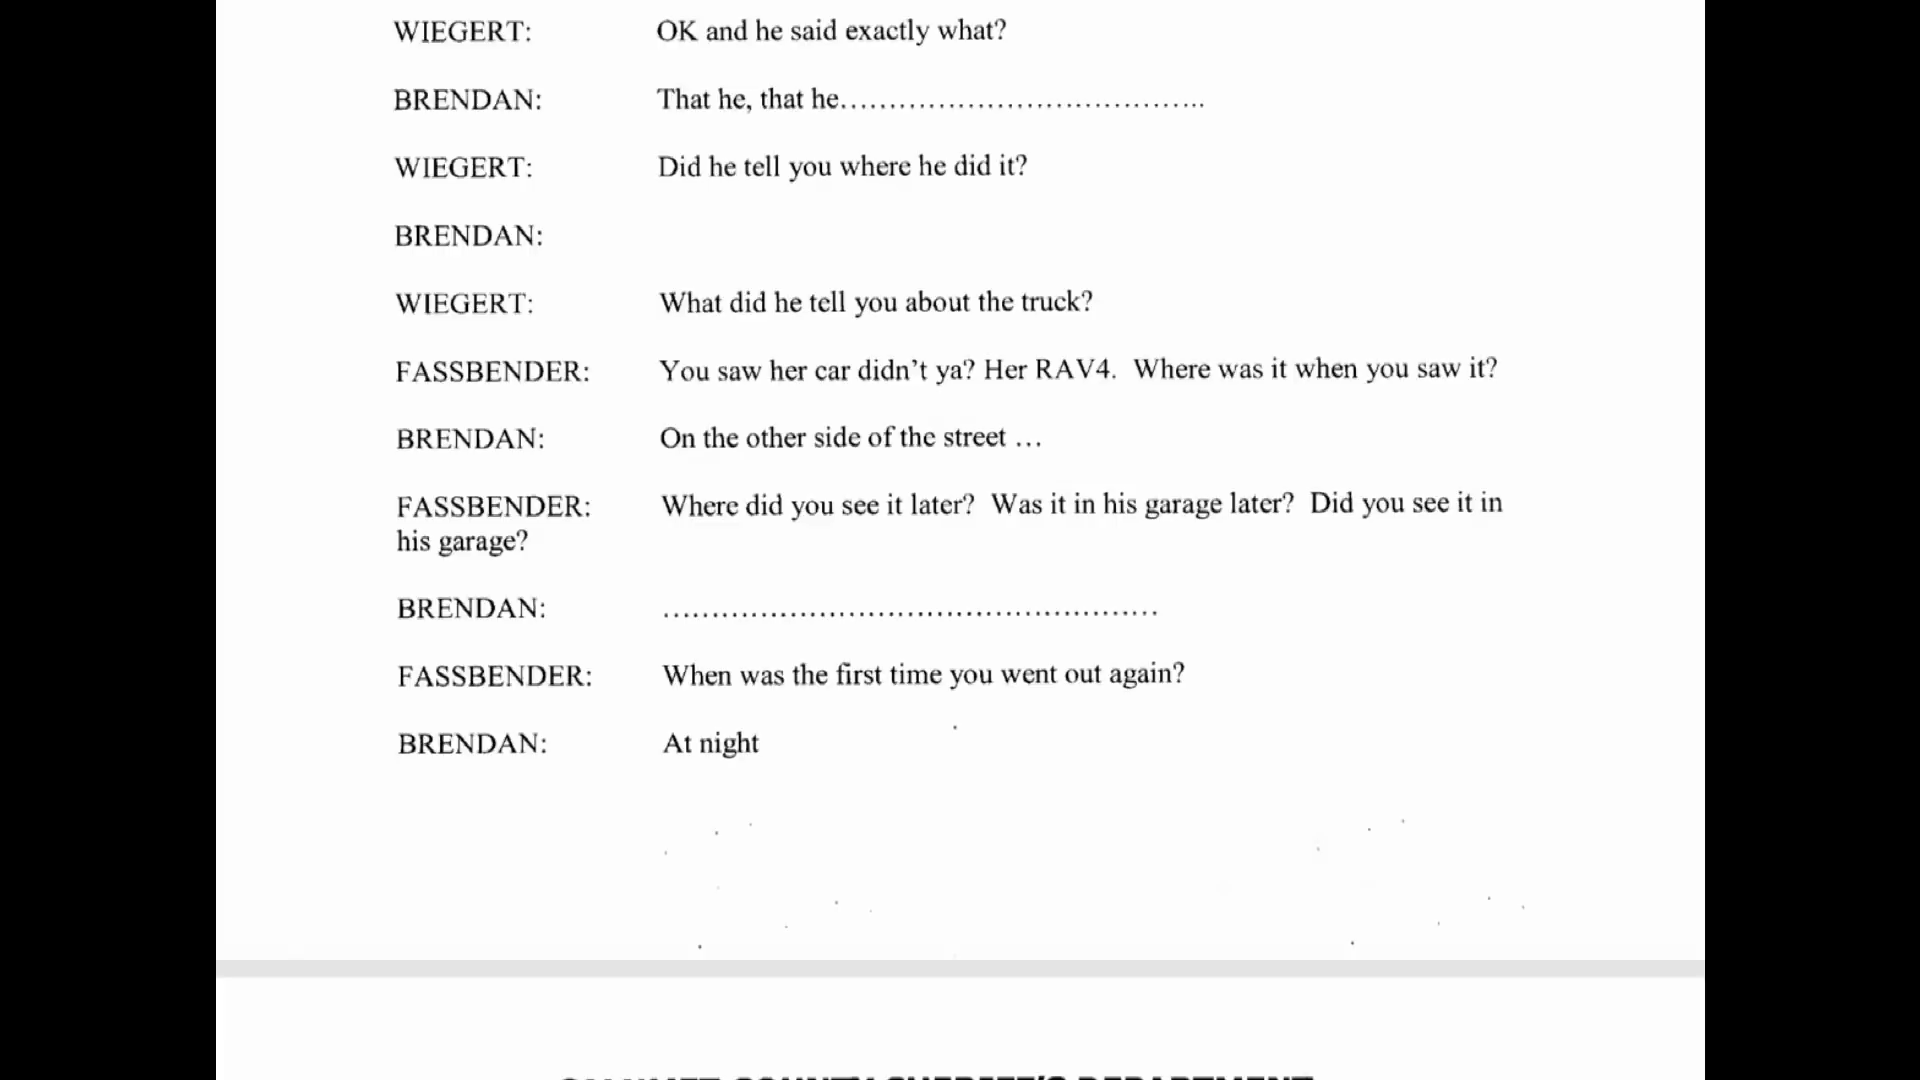 WIEGERT: OK and he said exactly what?
BRENDAN: That he, that he..........................................
WIEGERT: Did he tell you where he did it?
BRENDAN:
WIEGERT: What did he tell you about the truck?
FASSBENDER: You saw her car didn't ya? Her RAV4. Where was it when you saw it?
BRENDAN: On the other side of the street …
FASSBENDER: Where did you see it later? Was it in his garage later? Did you see it in
his garage?
BRENDAN: ...................................................
FASSBENDER: When was the first time you went out again?
BRENDAN: At night
COUNTY SHERIFF'S DEPARTMENT